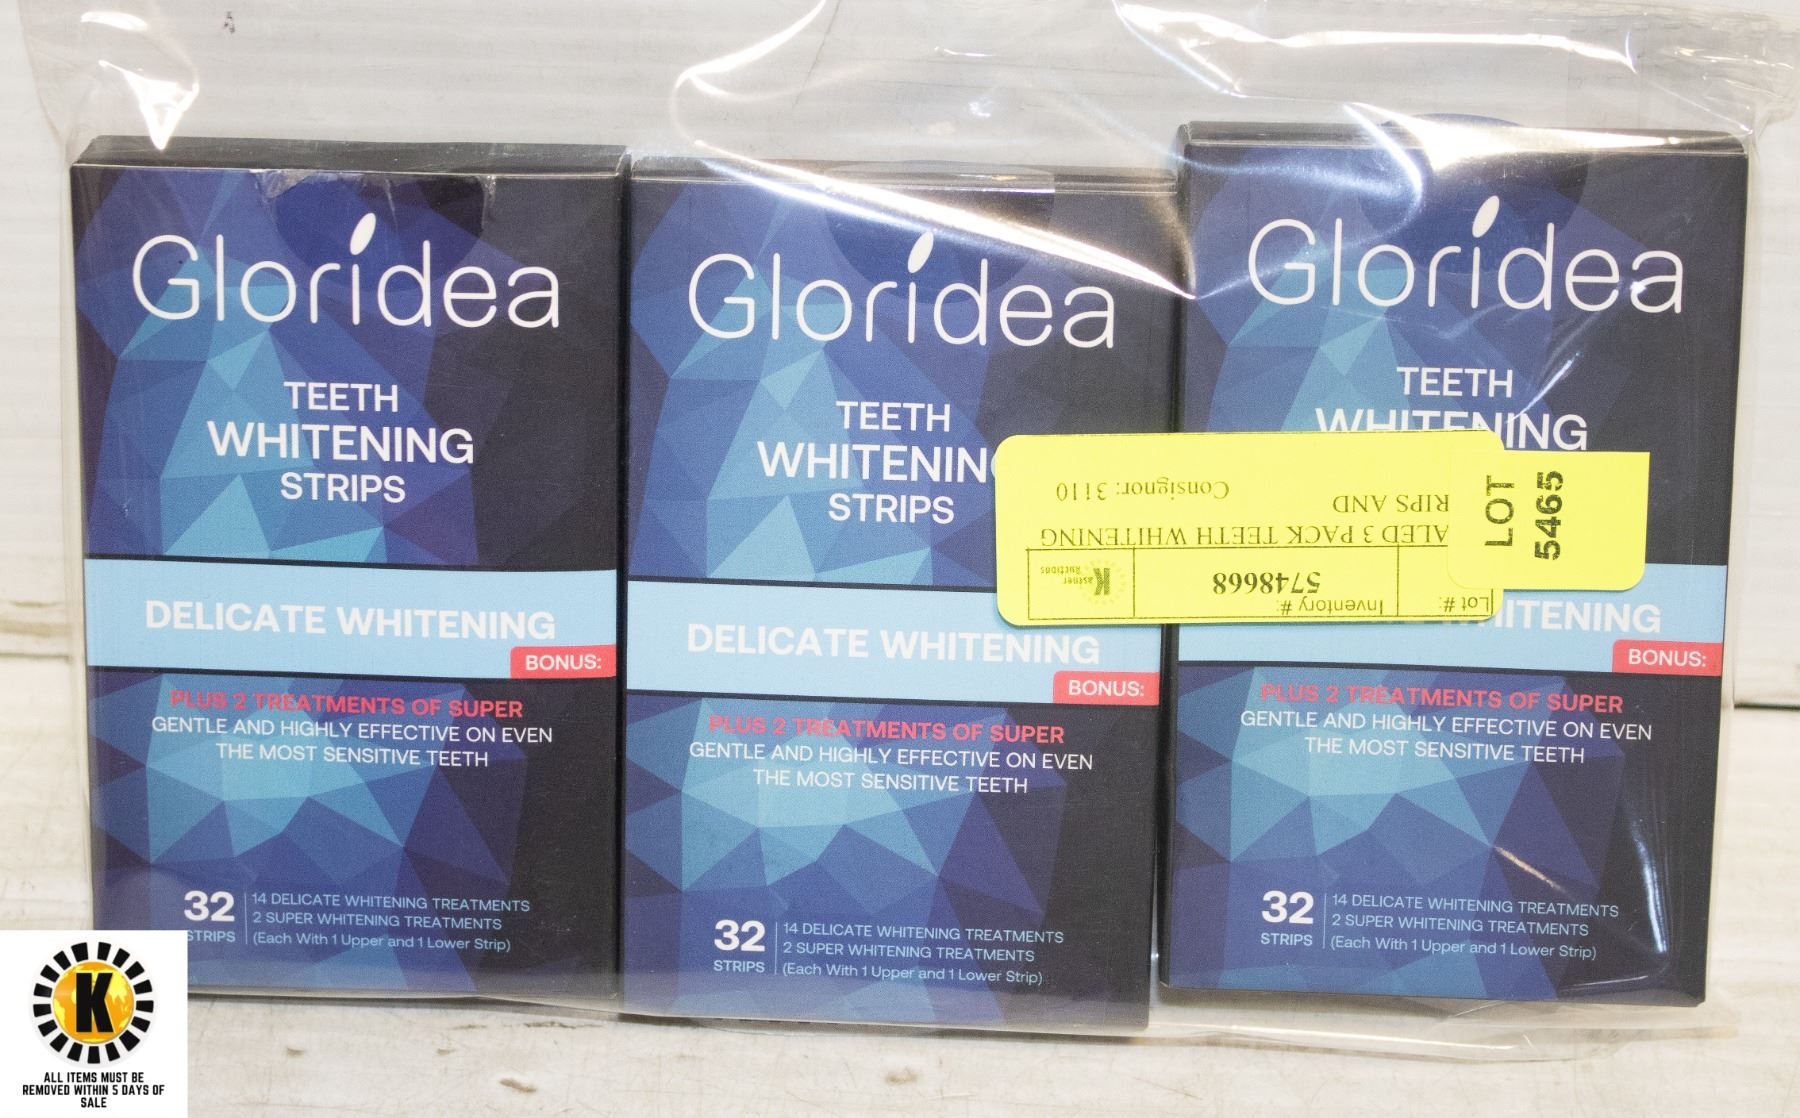 Gloridea
TEETH
WHITENING
STRIPS
DELICATE WHITENING
BONUS:
PLUS 2 TREATMENTS OF SUPER
GENTLE AND HIGHLY EFFECTIVE ON EVEN
THE MOST SENSITIVE TEETH
32
STRIPS
14 DELICATE WHITENING TREATMENTS
2 SUPER WHITENING TREATMENTS
(Each With 1 Upper and 1 Lower Strip)
Gloridea
TEETH
WHITENIN
STRIPS
DELICATE WHITENING
BONUS:
PLUS 2 TREATMENTS OF SUPER
GENTLE AND HIGHLY EFFECTIVE ON EVEN
THE MOST SENSITIVE TEETH
32
STRIPS
14 DELICATE WHITENING TREATMENTS
2 SUPER WHITENING TREATMENTS
(Each With 1 Upper and 1 Lower Strip)
Gloridea
TEETH
WHITENING
ITENING
BONUS:
PLUS 2 TREATMENTS OF SUPER
GENTLE AND HIGHLY EFFECTIVE ON EVEN
THE MOST SENSITIVE TEETH
32
STRIPS
14 DELICATE WHITENING TREATMENTS
2 SUPER WHITENING TREATMENTS
(Each With 1 Upper and 1 Lower Strip)
Lot #:
Inventory #:
5748668
Kastner
Auctions
ALED 3 PACK TEETH WHITENING
RIPS AND
Consignor: 3110
LOT
5465
K
ALL ITEMS MUST BE
REMOVED WITHIN 5 DAYS OF
SALE